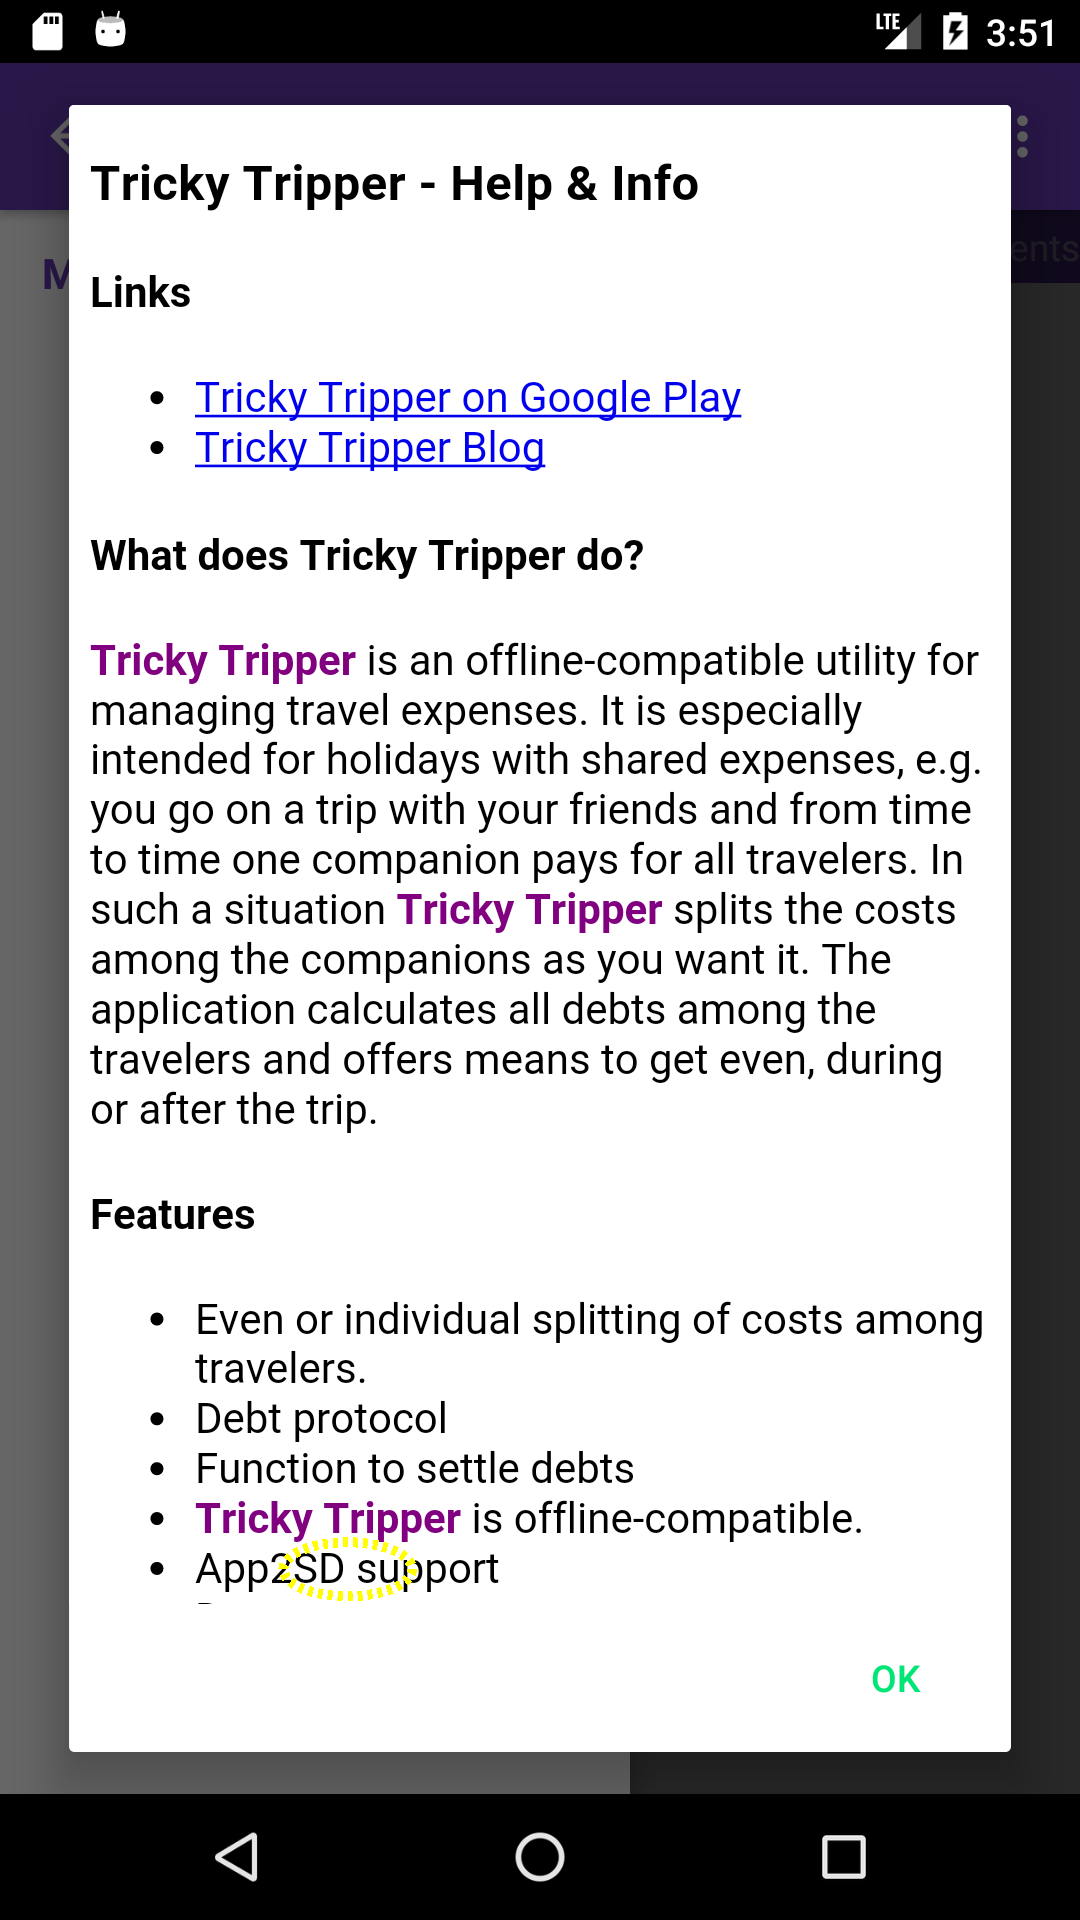 LTE 3:51
Tricky Tripper - Help & Info
ents
M
Links
• Tricky Tripper on Google Play
• Tricky Tripper Blog
What does Tricky Tripper do?
Tricky Tripper is an offline-compatible utility for
managing travel expenses. It is especially
intended for holidays with shared expenses, e.g.
you go on a trip with your friends and from time
to time one companion pays for all travelers. In
such a situation Tricky Tripper splits the costs
among the companions as you want it. The
application calculates all debts among the
travelers and offers means to get even, during
or after the trip.
Features
• Even or individual splitting of costs among
travelers.
• Debt protocol
• Function to settle debts
• Tricky Tripper is offline-compatible.
• App2SD support
OK